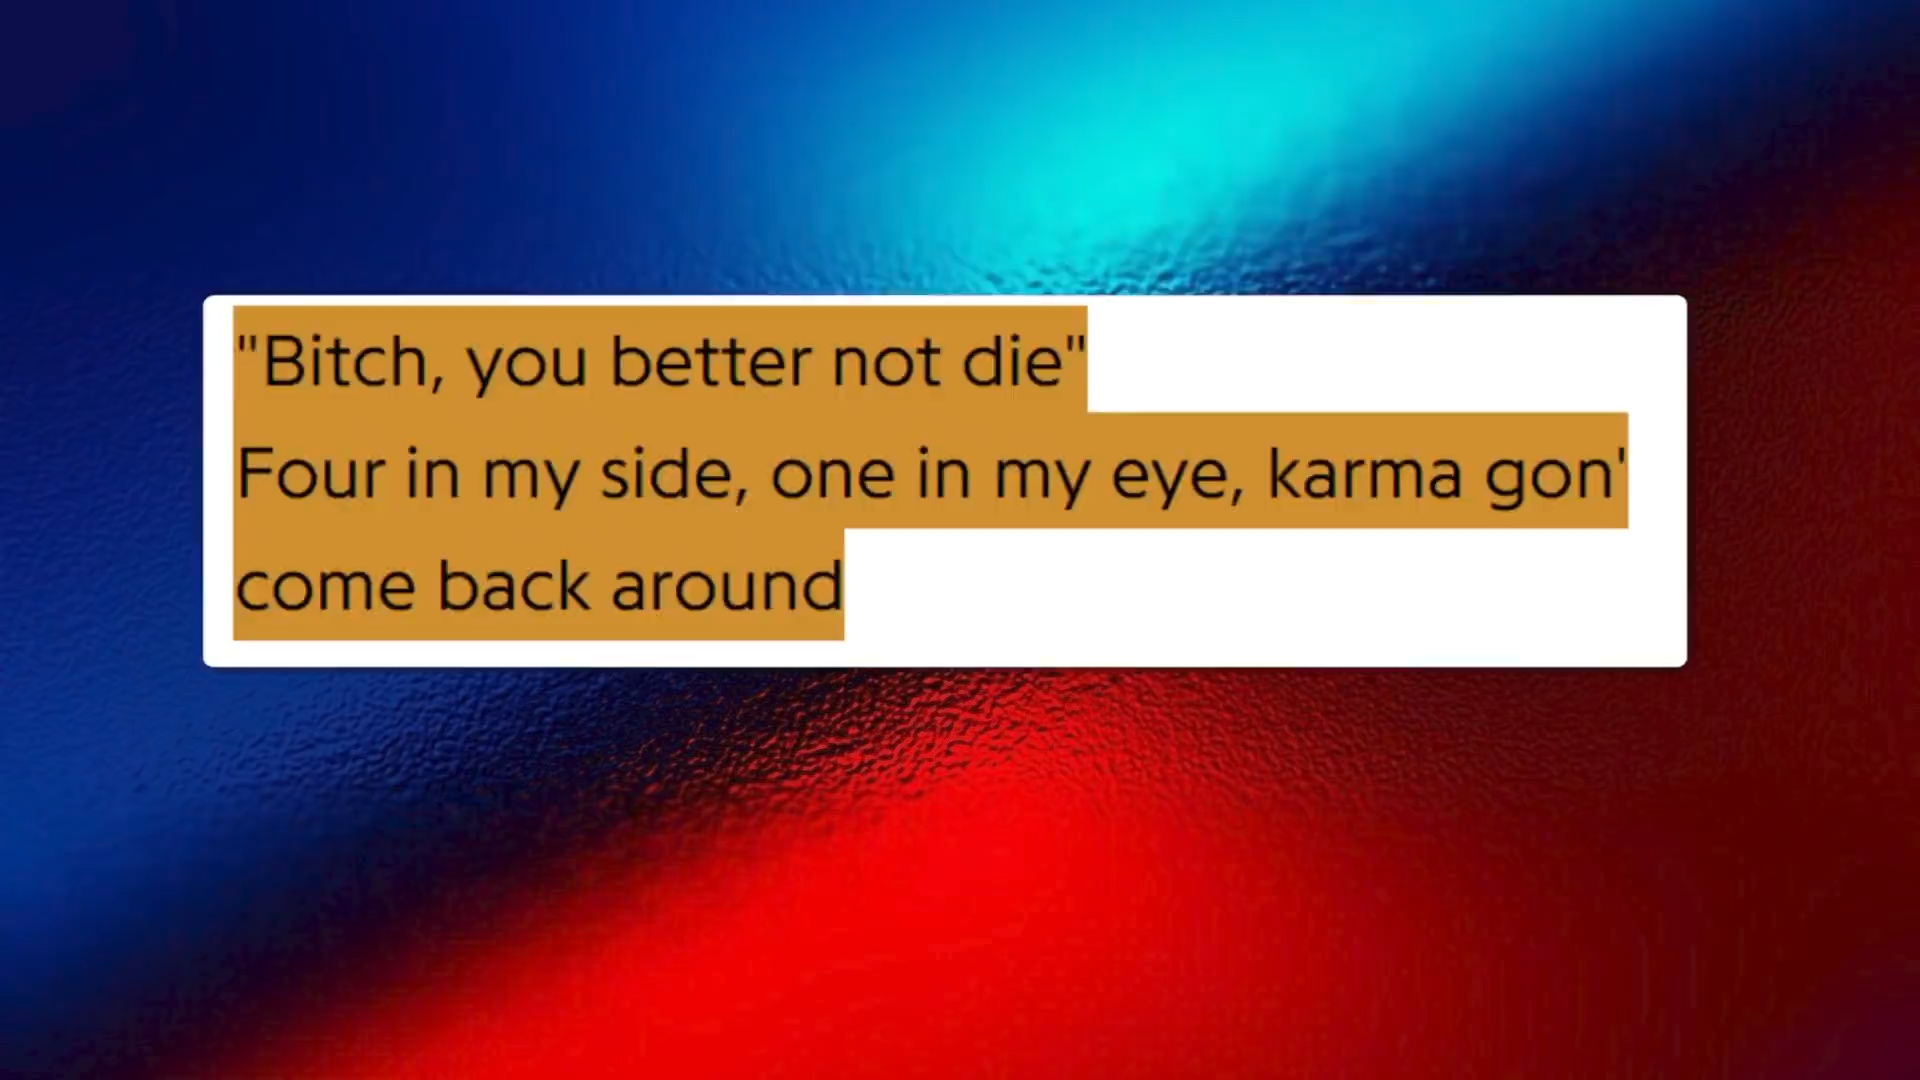 "Bitch, you better not die"
Four in my side, one in my eye, karma gon'
come back around